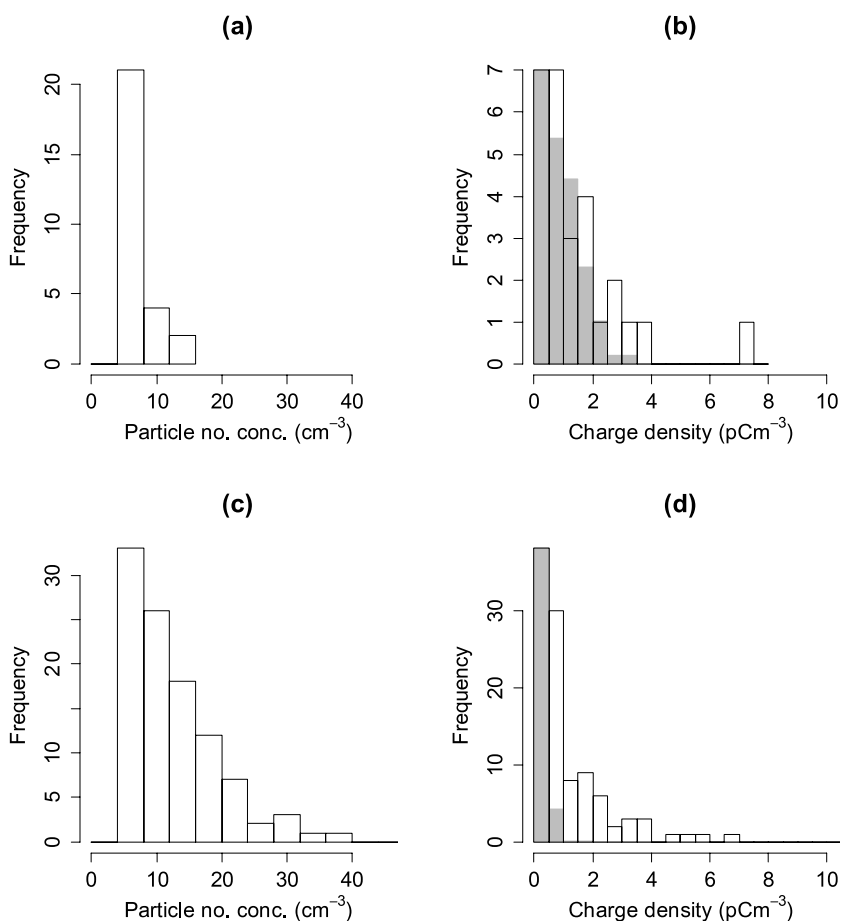 (a)
Frequency
0 5 10 15 20
0 10 20 30 40
Particle no. conc. (cm⁻³)
(b)
Frequency
0 1 2 3 4 5 6 7
0 2 4 6 8 10
Charge density (pCm⁻³)
(c)
Frequency
0 10 20 30
0 10 20 30 40
Particle no. conc. (cm⁻³)
(d)
Frequency
0 10 20 30
0 2 4 6 8 10
Charge density (pCm⁻³)